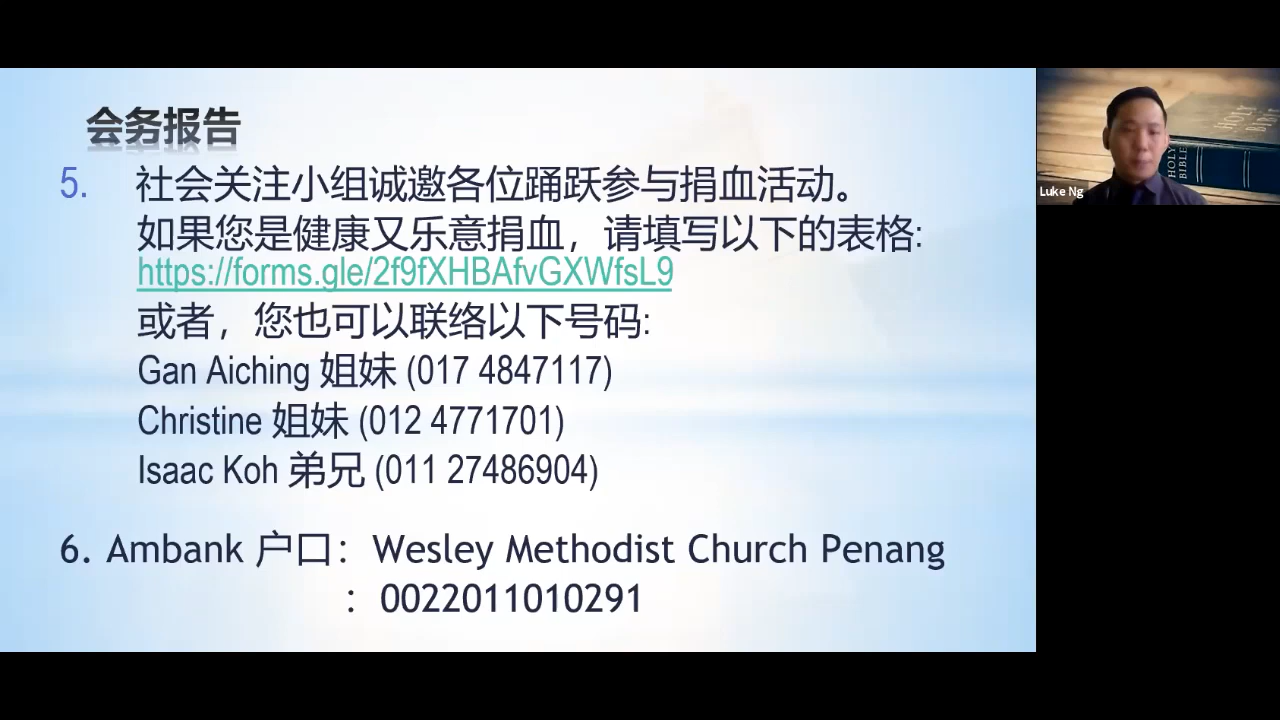 会务报告
5. 社会关注小组诚邀各位踊跃参与捐血活动。
如果您是健康又乐意捐血，请填写以下的表格:
https://forms.gle/2f9fXHBAfvGXWfsL9
或者，您也可以联络以下号码:
Gan Aiching 姐妹 (017 4847117)
Christine 姐妹 (012 4771701)
Isaac Koh 弟兄 (011 27486904)
6. Ambank 户口：Wesley Methodist Church Penang
：0022011010291
HOLY BIBLE
HOLY BIBLE
Luke Ng